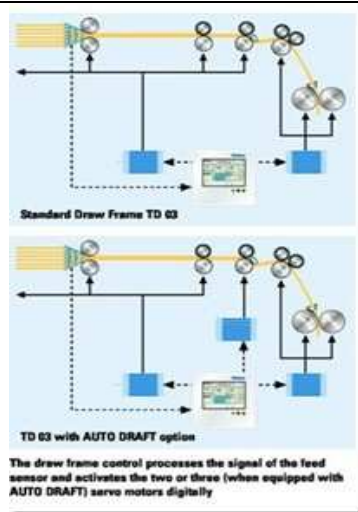 Standard Draw Frame TD 03
TD 03 with AUTO DRAFT option
The draw frame control processes the signal of the feed
sensor and activates the two or three (when equipped with
AUTO DRAFT) servo motors digitally